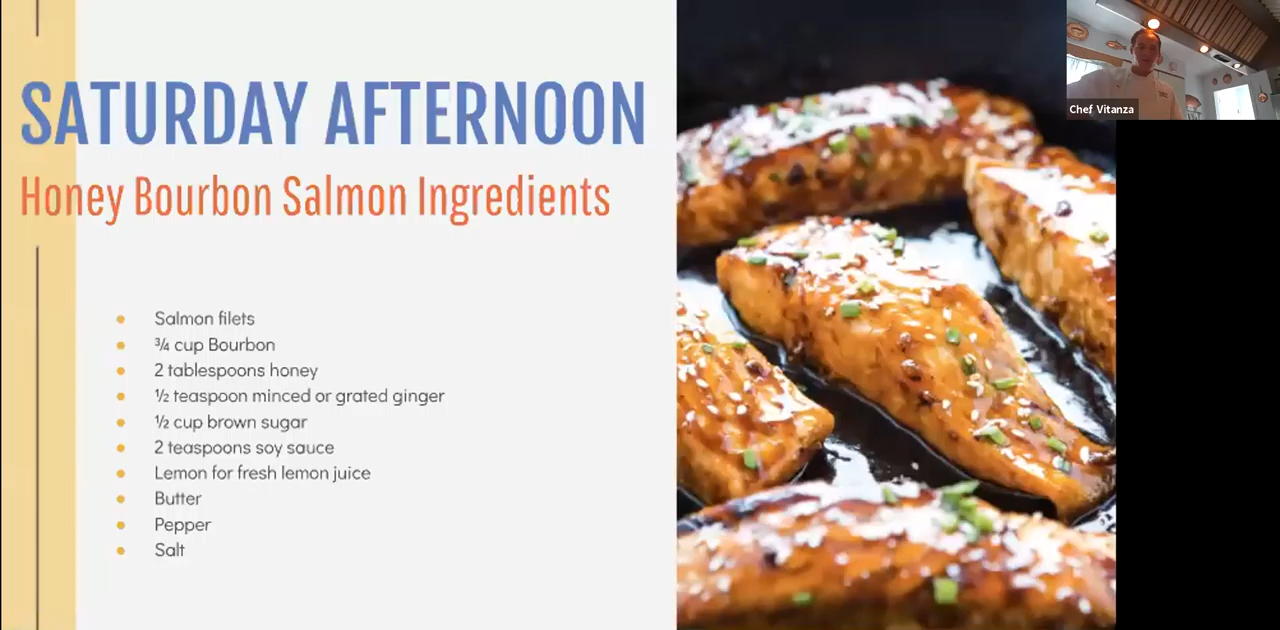 SATURDAY AFTERNOON
Honey Bourbon Salmon Ingredients
Salmon filets
¾ cup Bourbon
2 tablespoons honey
½ teaspoon minced or grated ginger
½ cup brown sugar
2 teaspoons soy sauce
Lemon for fresh lemon juice
Butter
Pepper
Salt
Chef Vitanza